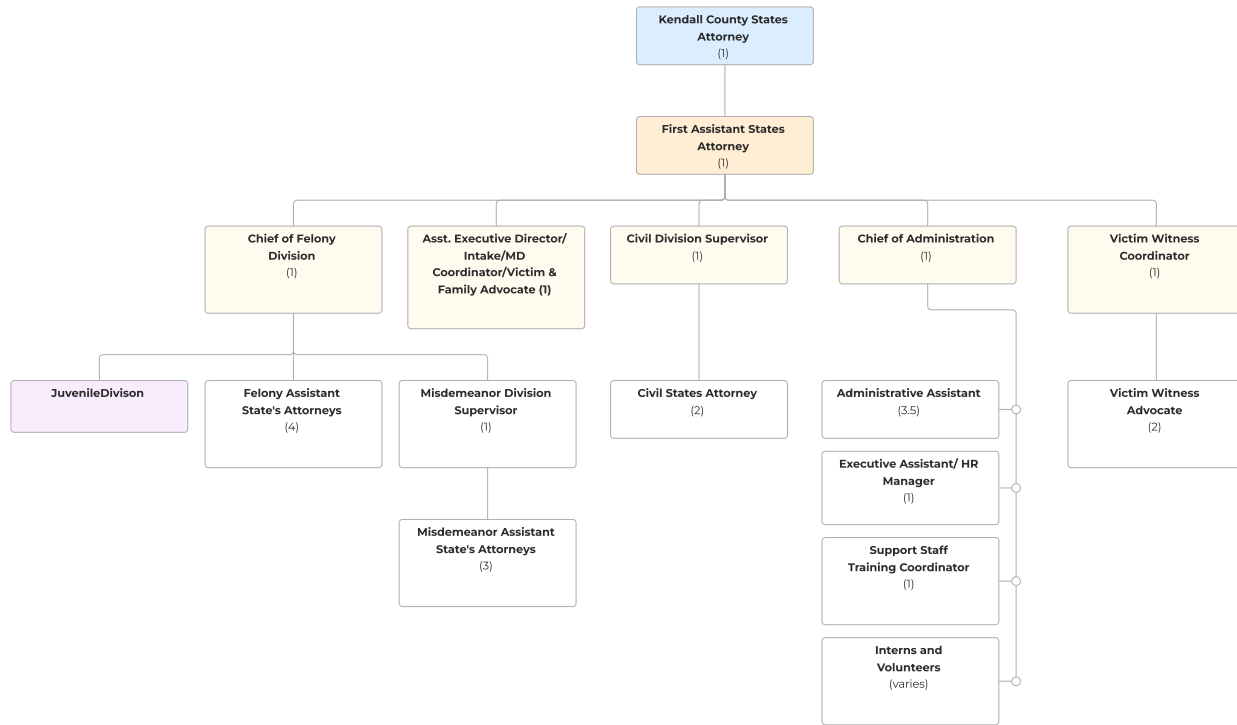 Kendall County States
Attorney
(1)
First Assistant States
Attorney
(1)
Chief of Felony
Division
(1)
Asst. Executive Director/
Intake/MD
Coordinator/Victim &
Family Advocate (1)
Civil Division Supervisor
(1)
Chief of Administration
(1)
Victim Witness
Coordinator
(1)
JuvenileDivison
Felony Assistant
State's Attorneys
(4)
Misdemeanor Division
Supervisor
(1)
Civil States Attorney
(2)
Administrative Assistant
(3.5)
Victim Witness
Advocate
(2)
Executive Assistant/ HR
Manager
(1)
Misdemeanor Assistant
State's Attorneys
(3)
Support Staff
Training Coordinator
(1)
Interns and
Volunteers
(varies)